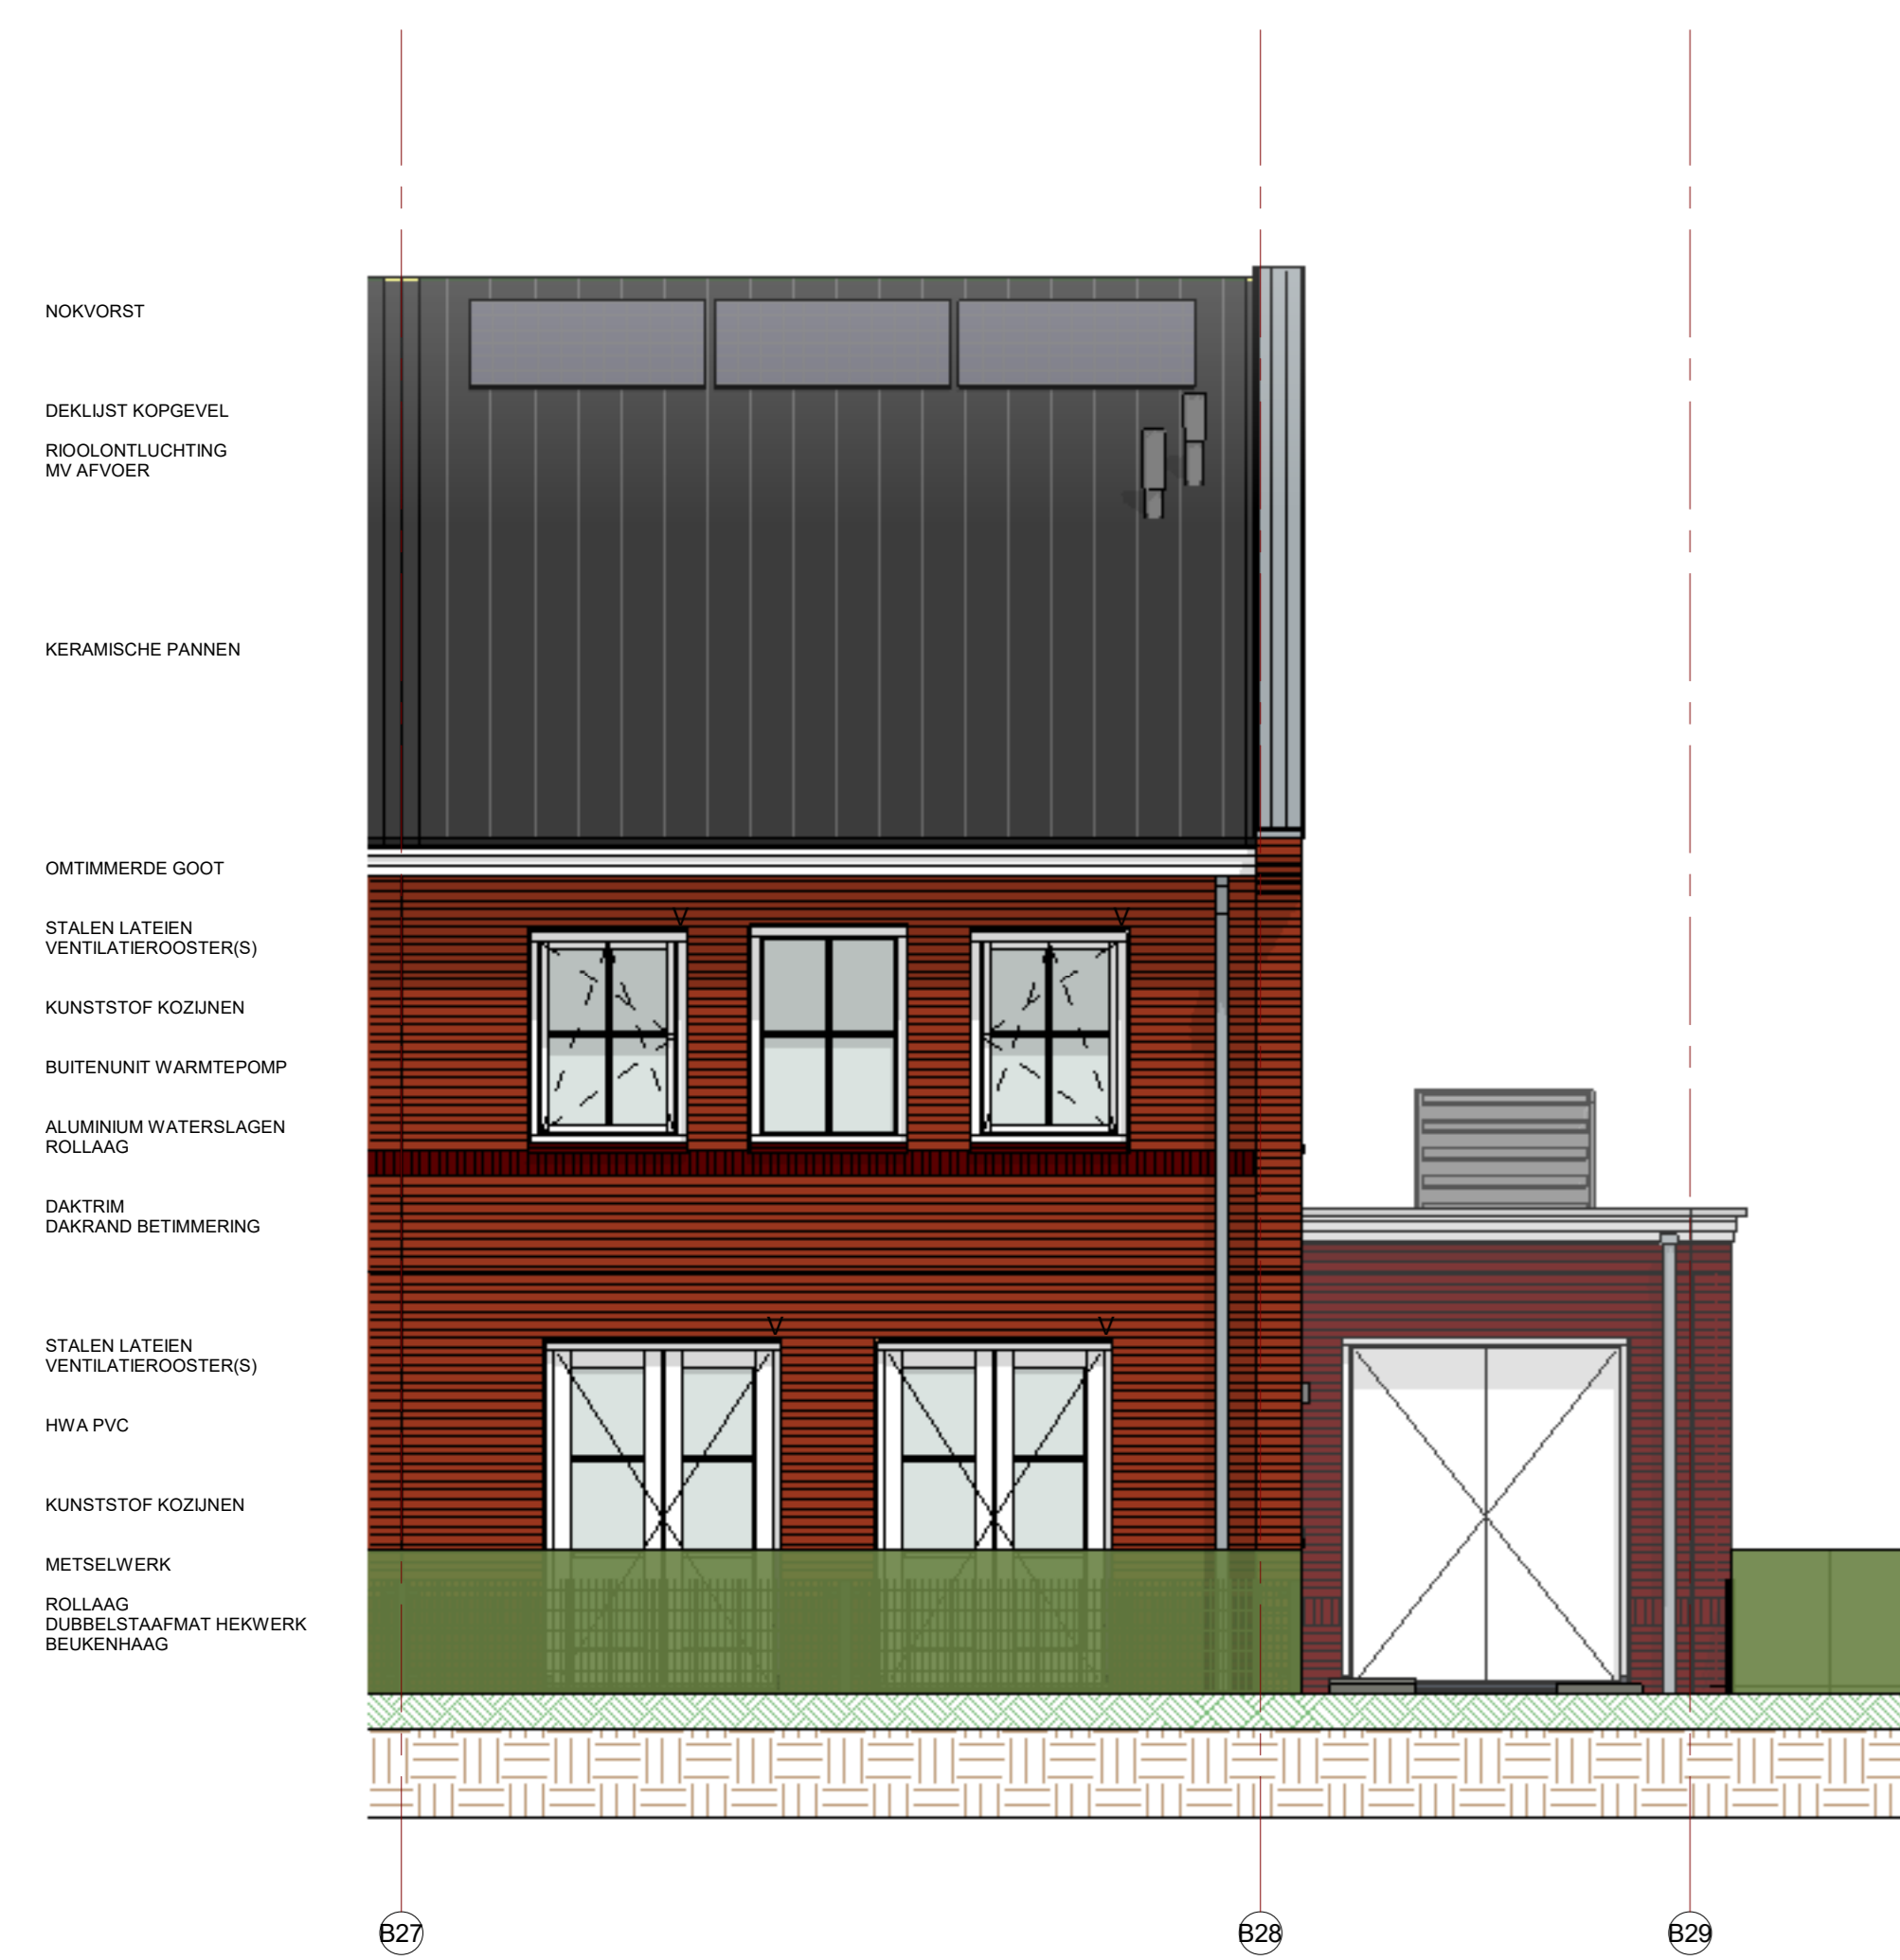 NOKVORST
DEKLIJST KOPGEVEL
RIOOLONTLUCHTING
MV AFVOER
KERAMISCHE PANNEN
OMTIMMERDE GOOT
STALEN LATEIEN
VENTILATIEROOSTER(S)
KUNSTSTOF KOZIJNEN
BUITENUNIT WARMTEPOMP
ALUMINIUM WATERSLAGEN
ROLLAAG
DAKTRIM
DAKRAND BETIMMERING
STALEN LATEIEN
VENTILATIEROOSTER(S)
HWA PVC
KUNSTSTOF KOZIJNEN
METSELWERK
ROLLAAG
DUBBELSTAAFMAT HEKWERK
BEUKENHAAG
V V
V V
B27 B28 B29